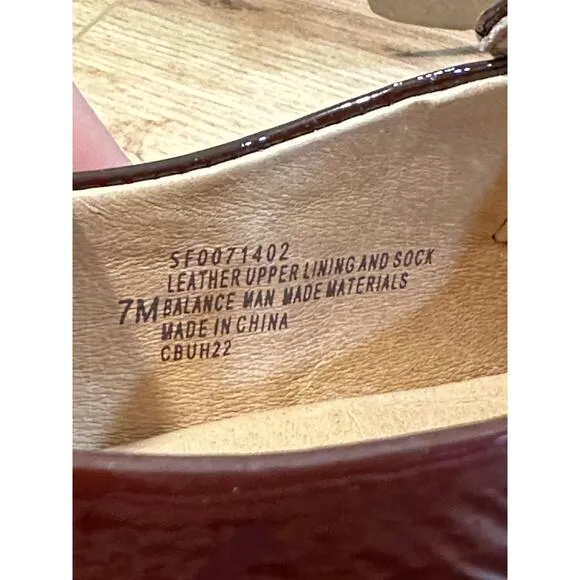 SF0071402
LEATHER UPPER LINING AND SOCK
7M BALANCE MAN MADE MATERIALS
MADE IN CHINA
CBUH22